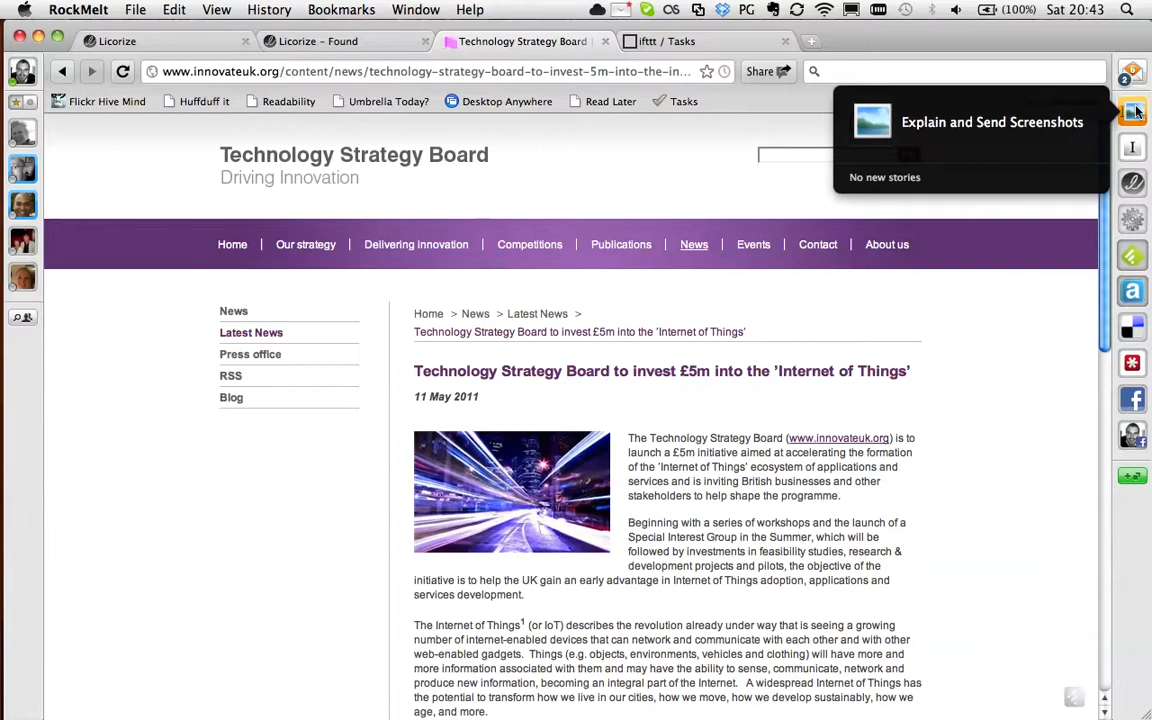 RockMelt File Edit View History Bookmarks Window Help PG (100%) Sat 20:43
Licorize Licorize - Found Technology Strategy Board ifttt / Tasks
www.innovateuk.org/content/news/technology-strategy-board-to-invest-5m-into-the-in... Share
Flickr Hive Mind Huffduff it Readability Umbrella Today? Desktop Anywhere Read Later Tasks
Explain and Send Screenshots
No new stories
Technology Strategy Board
Driving Innovation
Home Our strategy Delivering innovation Competitions Publications News Events Contact About us
News
Latest News
Press office
RSS
Blog
Home > News > Latest News >
Technology Strategy Board to invest £5m into the 'Internet of Things'
Technology Strategy Board to invest £5m into the 'Internet of Things'
11 May 2011
The Technology Strategy Board (www.innovateuk.org) is to
launch a £5m initiative aimed at accelerating the formation
of the 'Internet of Things' ecosystem of applications and
services and is inviting British businesses and other
stakeholders to help shape the programme.
Beginning with a series of workshops and the launch of a
Special Interest Group in the Summer, which will be
followed by investments in feasibility studies, research &
development projects and pilots, the objective of the
initiative is to help the UK gain an early advantage in Internet of Things adoption, applications and
services development.
The Internet of Things1 (or IoT) describes the revolution already under way that is seeing a growing
number of internet-enabled devices that can network and communicate with each other and with other
web-enabled gadgets. Things (e.g. objects, environments, vehicles and clothing) will have more and
more information associated with them and may have the ability to sense, communicate, network and
produce new information, becoming an integral part of the Internet. A widespread Internet of Things has
the potential to transform how we live in our cities, how we move, how we develop sustainably, how we
age, and more.